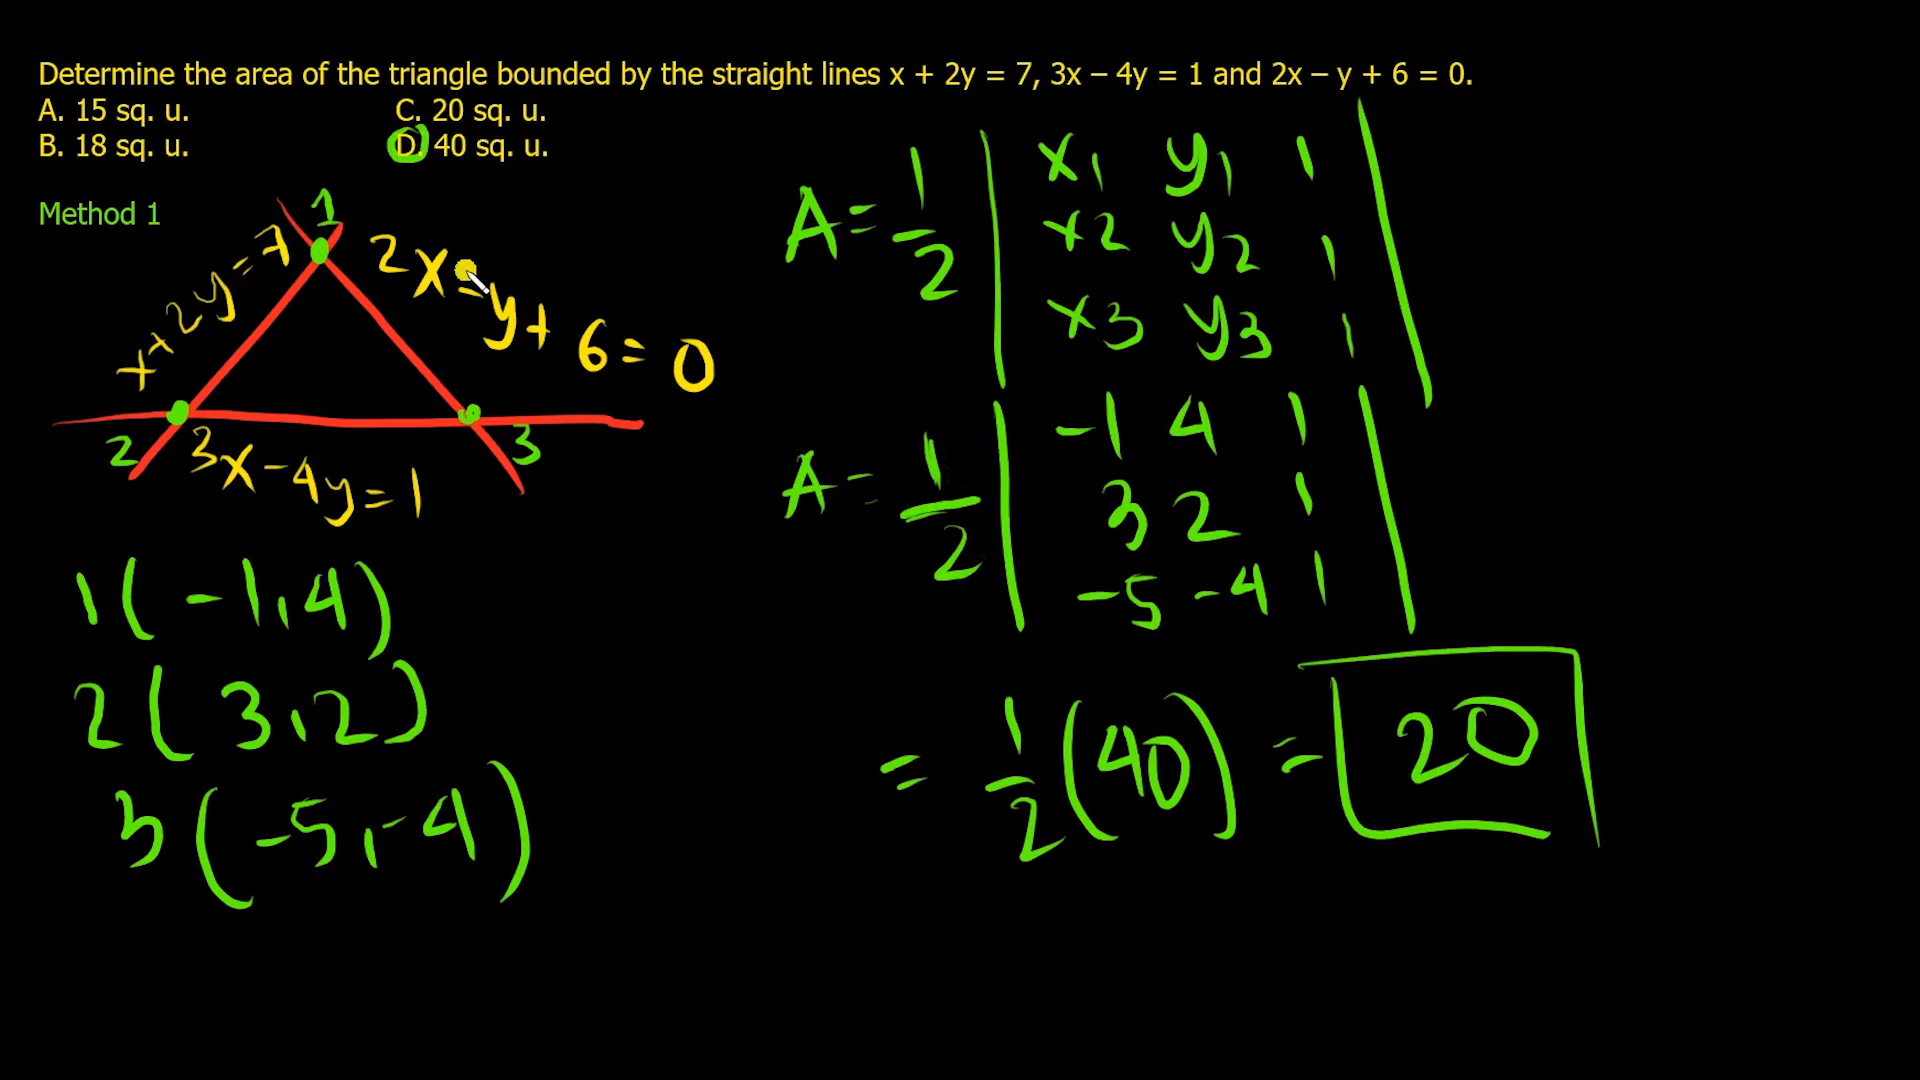 Determine the area of the triangle bounded by the straight lines x + 2y = 7, 3x – 4y = 1 and 2x – y + 6 = 0.
A. 15 sq. u. C. 20 sq. u.
B. 18 sq. u. D. 40 sq. u.
Method 1
1
x+2y=7
2x-y+6=0
2
3x-4y=1
3
1(-1,4)
2(3,2)
3(-5,-4)
A=1/2 | x1 y1 1
x2 y2 1
x3 y3 1 |
A=1/2 | -1 4 1
3 2 1
-5 -4 1 |
= 1/2 (40) = 20